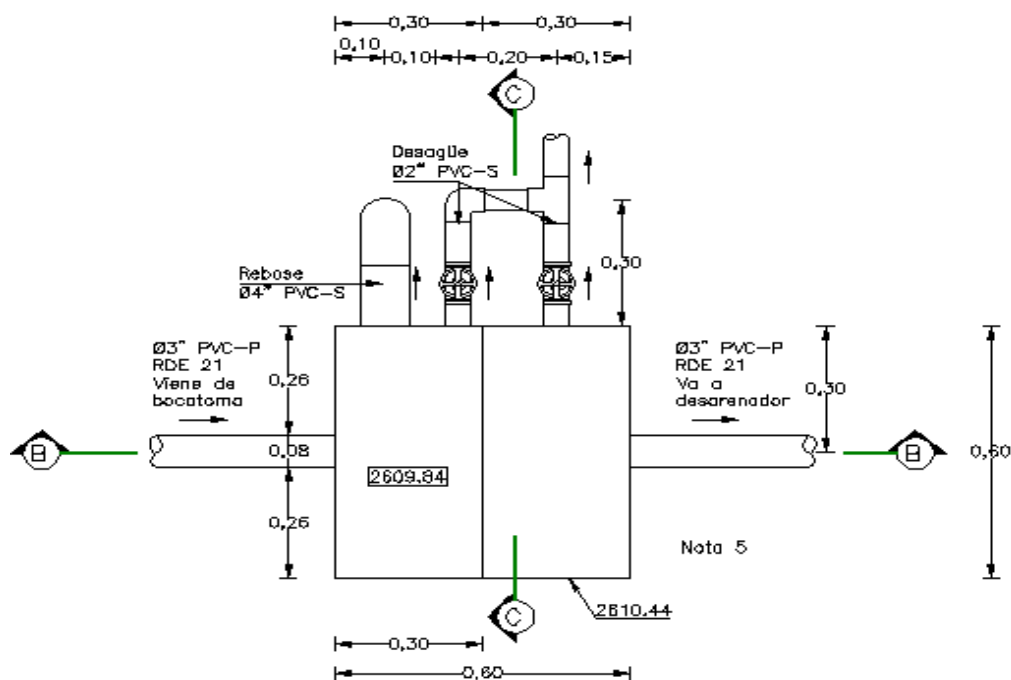 0,30 0,30
0,10
0,10 0,20 0,15
C
Desagüe
Ø2" PVC-S
Rebose
Ø4" PVC-S
0,30
Ø3" PVC-P
RDE 21
Viene de
bocatoma
0,26
Ø3" PVC-P
RDE 21
Va a
desarenador
0,30
B
0,08
B
0,60
2609.84
0,26
Nota 5
C
2610.44
0,30
0,60